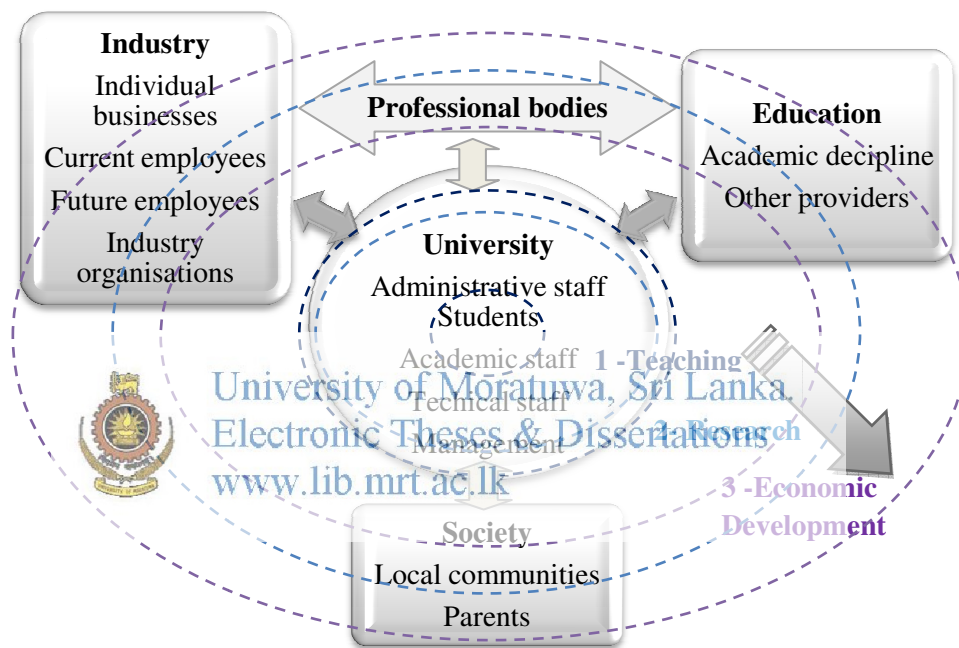 Industry
Individual
businesses
Current employees
Future employees
Industry
organisations
Professional bodies
Education
Academic decipline
Other providers
University
Administrative staff
Students
Academic staff
Techical staff
Management
1 -Teaching
2- Research
3 -Economic
Development
University of Moratuwa, Sri Lanka.
Electronic Theses & Dissertations
www.lib.mrt.ac.lk
Society
Local communities
Parents